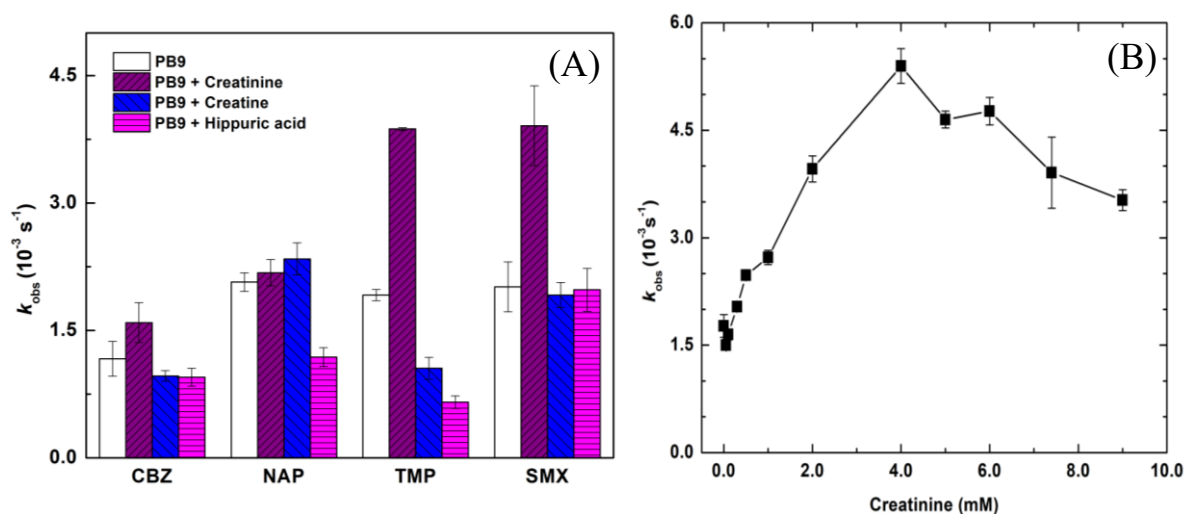 (A)
PB9
PB9 + Creatinine
PB9 + Creatine
PB9 + Hippuric acid
4.5
3.0
1.5
0.0
k_obs (10⁻³ s⁻¹)
CBZ NAP TMP SMX
(B)
6.0
4.5
3.0
1.5
0.0
k_obs (10⁻³ s⁻¹)
0.0 2.0 4.0 6.0 8.0 10.0
Creatinine (mM)